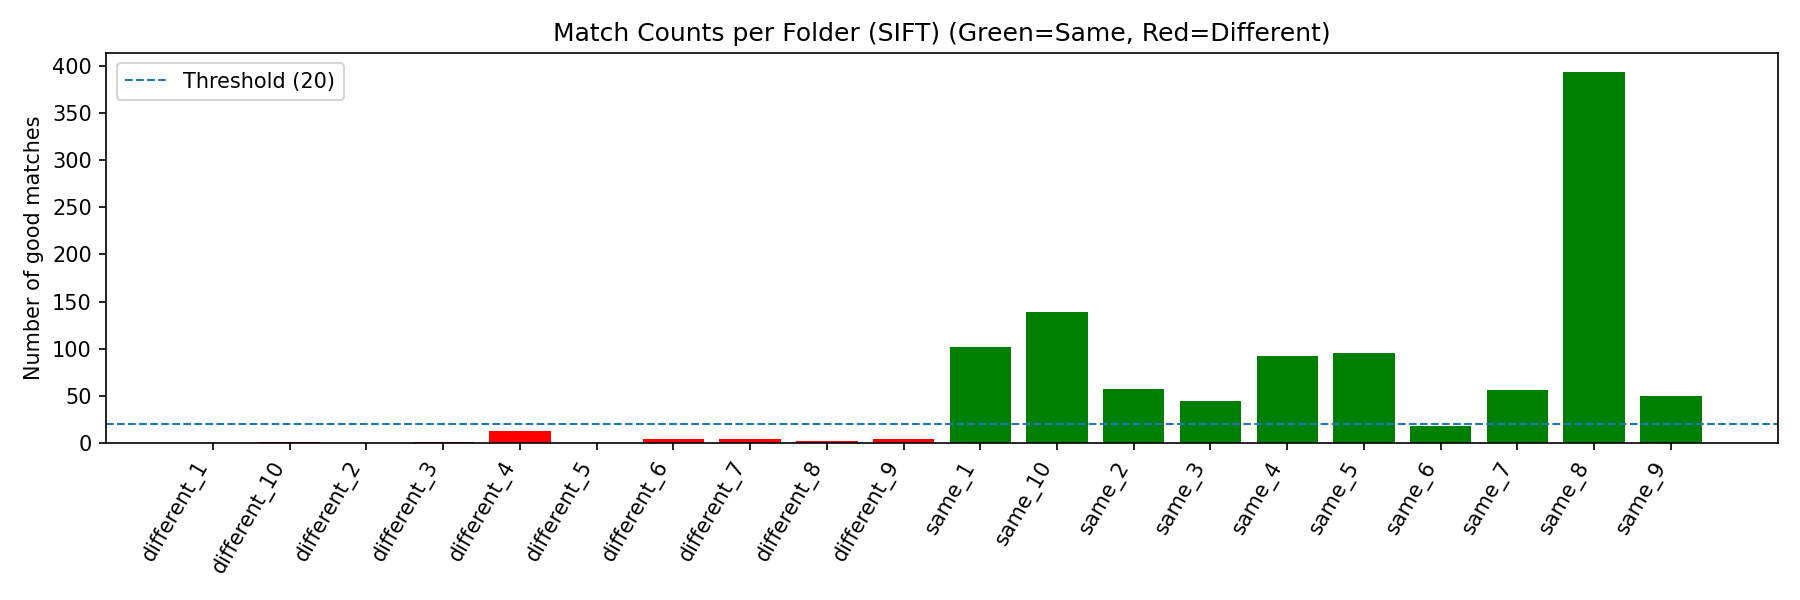 Match Counts per Folder (SIFT) (Green=Same, Red=Different)
Threshold (20)
Number of good matches
400
350
300
250
200
150
100
50
0
different_1
different_10
different_2
different_3
different_4
different_5
different_6
different_7
different_8
different_9
same_1
same_10
same_2
same_3
same_4
same_5
same_6
same_7
same_8
same_9